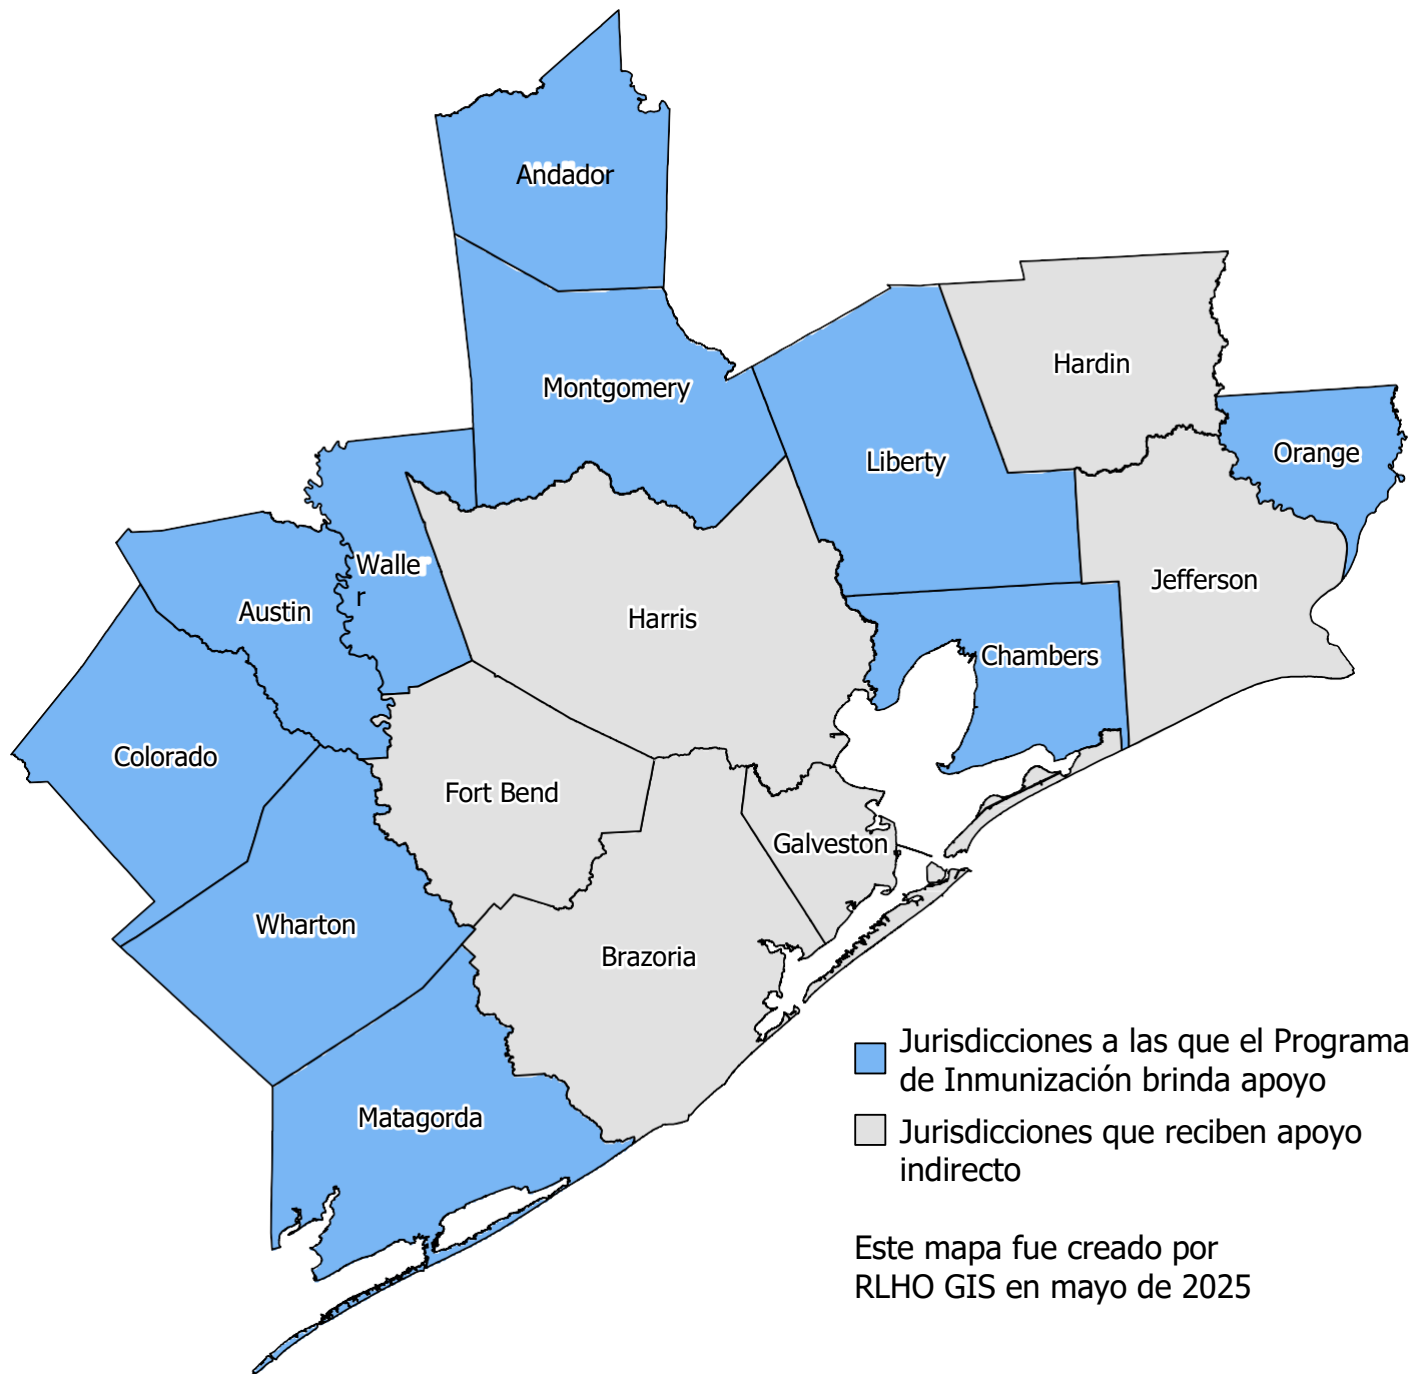 Andador
Hardin
Montgomery
Orange
Liberty
Walle
r
Jefferson
Austin
Harris
Chambers
Colorado
Fort Bend
Galveston
Wharton
Brazoria
Matagorda
Jurisdicciones a las que el Programa
de Inmunización brinda apoyo
Jurisdicciones que reciben apoyo
indirecto
Este mapa fue creado por
RLHO GIS en mayo de 2025